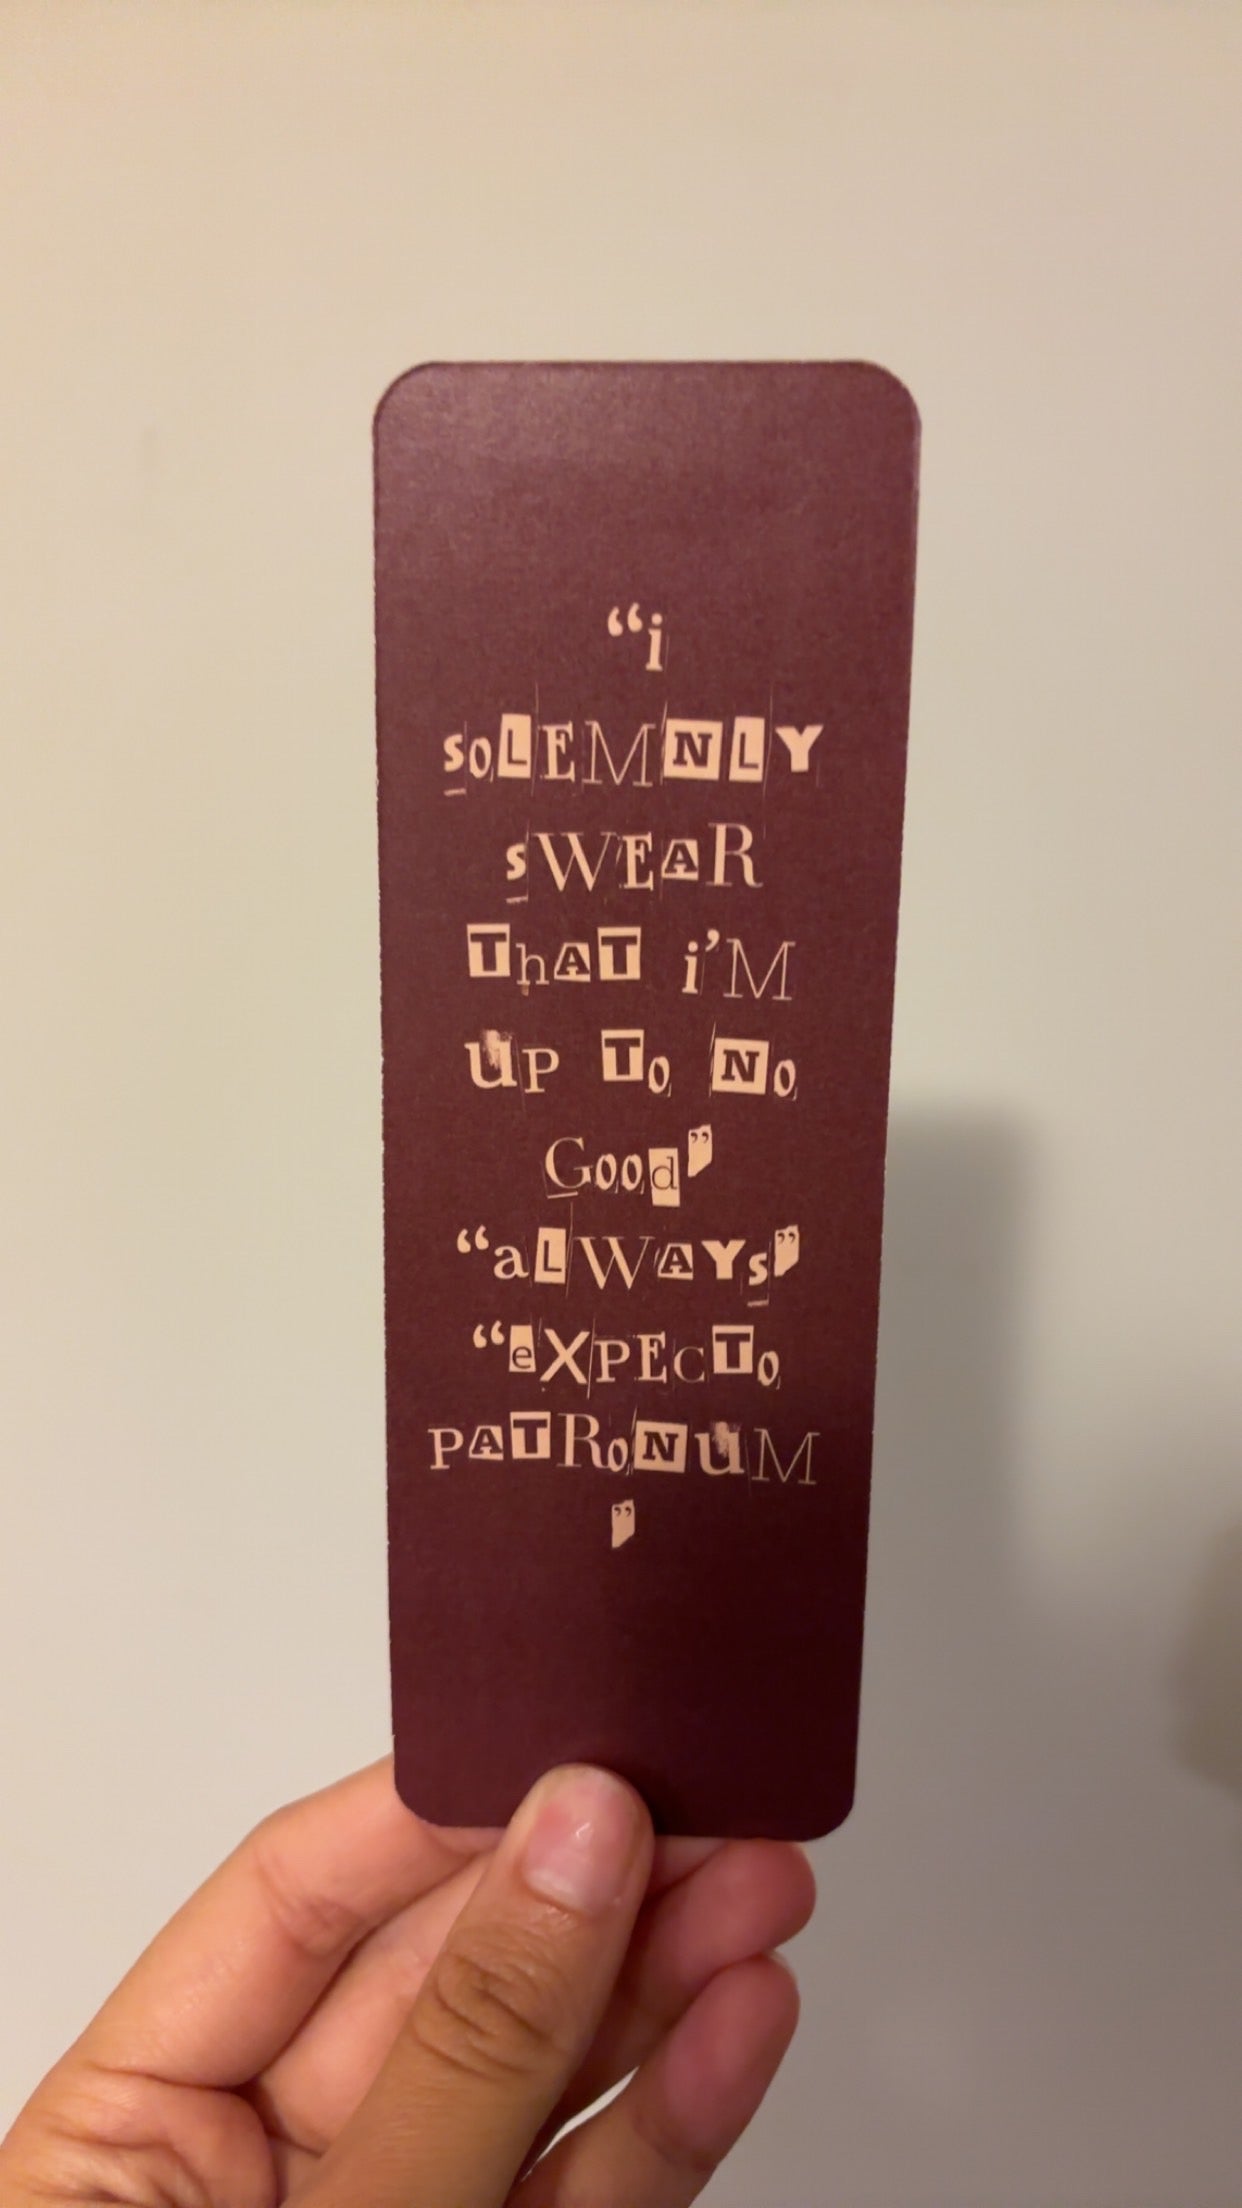 “i
SOLEMNLY
SWEAR
ThAT i’M
UP TO NO
Good”
“aLWAYS”
“eXPECTO
PATRONUM
”